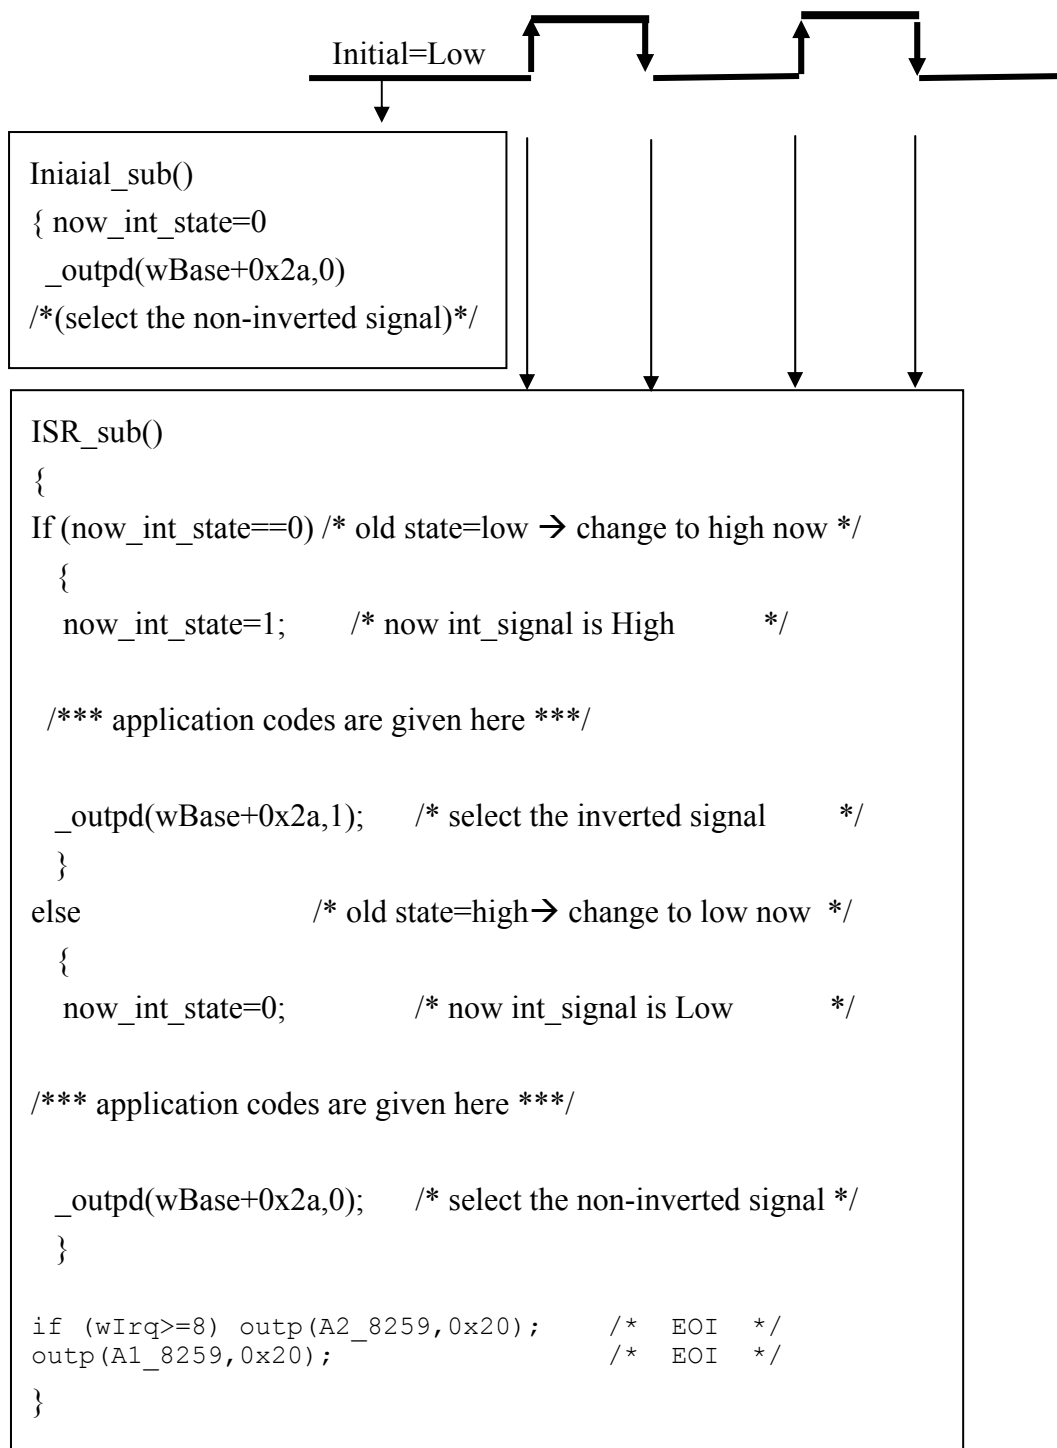 Initial=Low
Iniaial_sub()
{ now_int_state=0
_outpd(wBase+0x2a,0)
/*(select the non-inverted signal)*/
ISR_sub()
{
If (now_int_state==0) /* old state=low → change to high now */
{
now_int_state=1; /* now int_signal is High */
/*** application codes are given here ***/
_outpd(wBase+0x2a,1); /* select the inverted signal */
}
else /* old state=high→ change to low now */
{
now_int_state=0; /* now int_signal is Low */
/*** application codes are given here ***/
_outpd(wBase+0x2a,0); /* select the non-inverted signal */
}
if (wIrq>=8) outp(A2_8259,0x20); /* EOI */
outp(A1_8259,0x20); /* EOI */
}